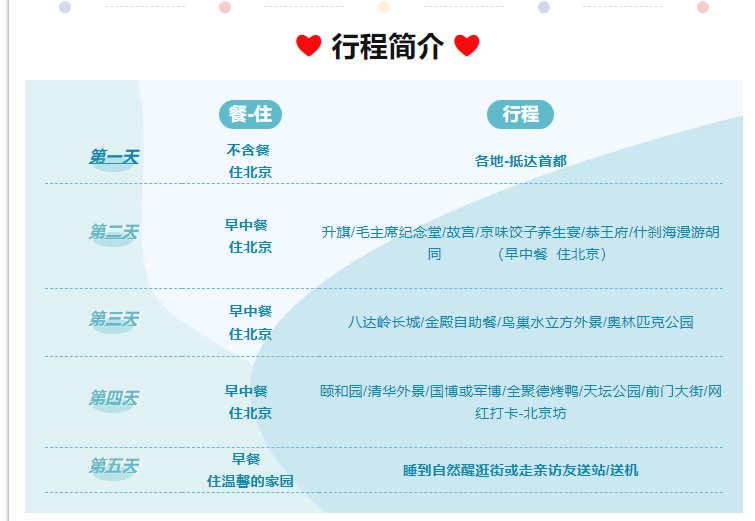 行程简介
餐-住
行程
第一天
不含餐
住北京
各地-抵达首都
第二天
早中餐
住北京
升旗/毛主席纪念堂/故宫/京味饺子养生宴/恭王府/什刹海漫游胡
同 （早中餐 住北京）
第三天
早中餐
住北京
八达岭长城/金殿自助餐/鸟巢水立方外景/奥林匹克公园
第四天
早中餐
住北京
颐和园/清华外景/国博或军博/全聚德烤鸭/天坛公园/前门大街/网
红打卡-北京坊
第五天
早餐
住温馨的家园
睡到自然醒逛街或走亲访友送站/送机